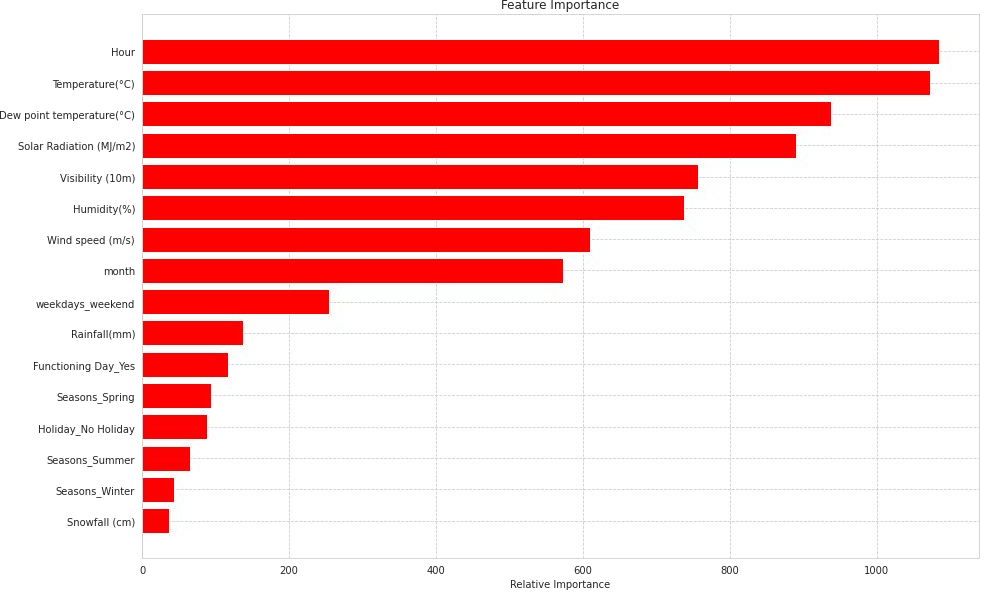 Feature Importance
Hour
Temperature(°C)
Dew point temperature(°C)
Solar Radiation (MJ/m2)
Visibility (10m)
Humidity(%)
Wind speed (m/s)
month
weekdays_weekend
Rainfall(mm)
Functioning Day_Yes
Seasons_Spring
Holiday_No Holiday
Seasons_Summer
Seasons_Winter
Snowfall (cm)
0 200 400 600 800 1000
Relative Importance